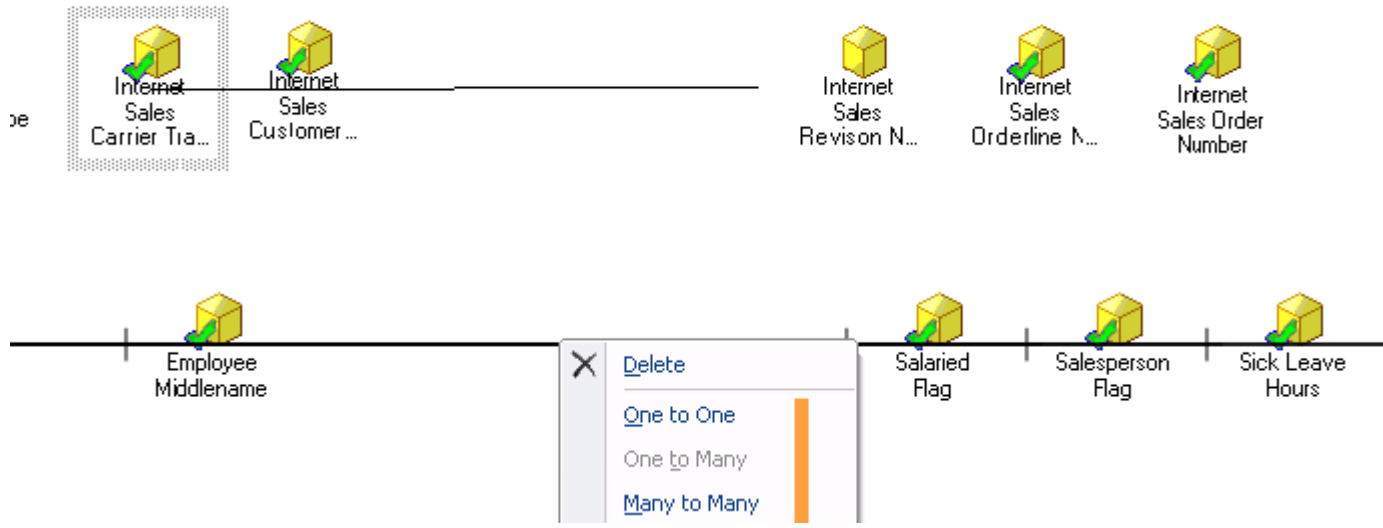 Internet
Sales
Carrier Tra...
Internet
Sales
Customer ...
Internet
Sales
Revison N...
Internet
Sales
Orderline N...
Internet
Sales Order
Number
Employee
Middlename
Salaried
Flag
Salesperson
Flag
Sick Leave
Hours
Delete
One to One
One to Many
Many to Many